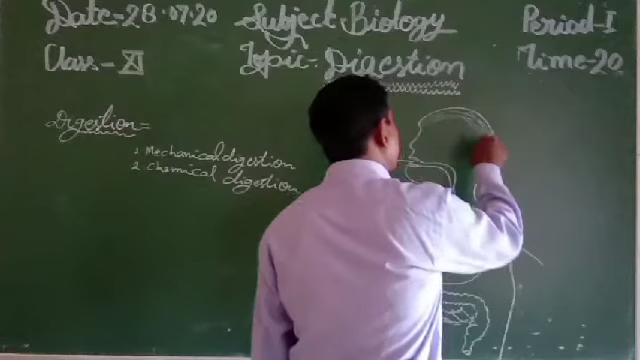 Date:-28.07.20 Subject Biology Period-I
Class.-XI Topic:-Digestion Time-20
Digestion=
1 Mechanical digestion
2 Chemical digestion